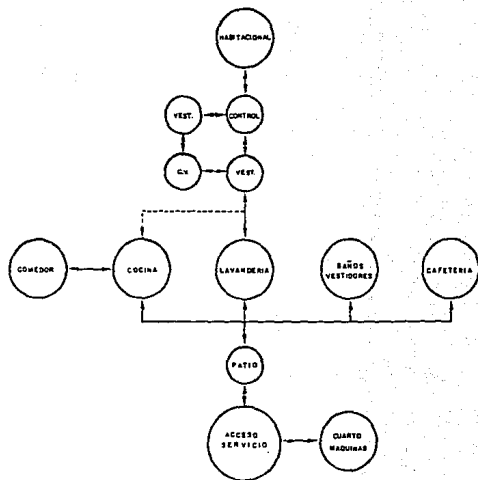 HABITACIONAL
VEST.
CONTROL
C.V.
VEST.
COMEDOR
COCINA
LAVANDERIA
BAÑOS
VESTIDORES
CAFETERIA
PATIO
ACCESO
SERVICIO
CUARTO
MAQUINAS